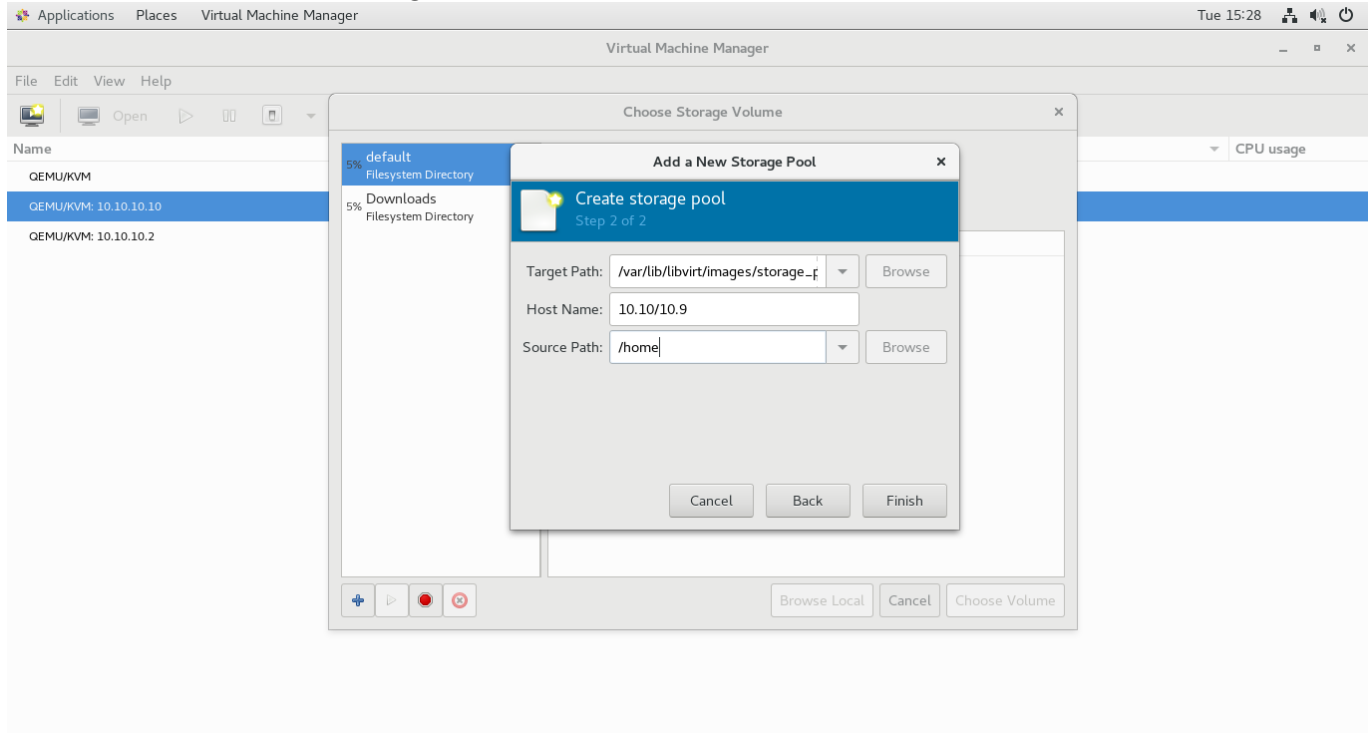 Applications Places Virtual Machine Manager Tue 15:28
Virtual Machine Manager
File Edit View Help
Open
Name CPU usage
QEMU/KVM
QEMU/KVM: 10.10.10.10
QEMU/KVM: 10.10.10.2
Choose Storage Volume
5% default
Filesystem Directory
5% Downloads
Filesystem Directory
Add a New Storage Pool
Create storage pool
Step 2 of 2
Target Path: /var/lib/libvirt/images/storage_p Browse
Host Name: 10.10/10.9
Source Path: /home Browse
Cancel Back Finish
Browse Local Cancel Choose Volume